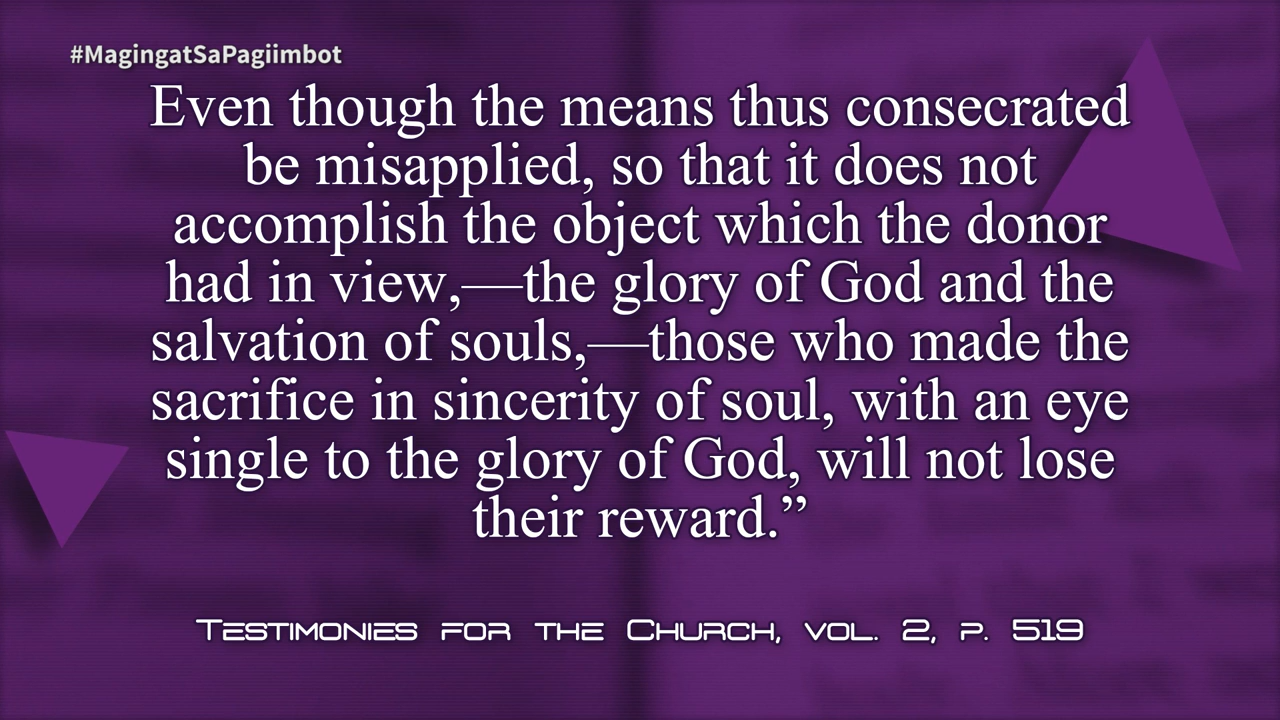 #MagingatSaPagiimbot
Even though the means thus consecrated
be misapplied, so that it does not
accomplish the object which the donor
had in view,—the glory of God and the
salvation of souls,—those who made the
sacrifice in sincerity of soul, with an eye
single to the glory of God, will not lose
their reward.”
Testimonies for the Church, vol. 2, p. 519